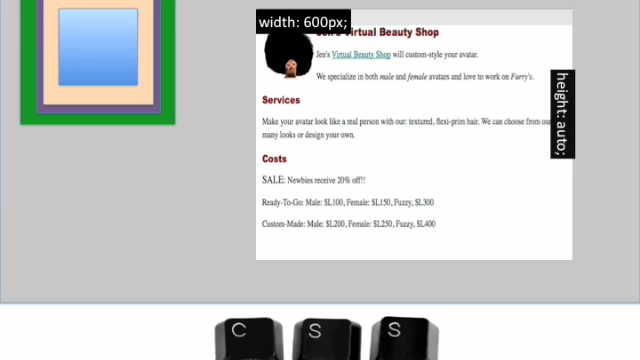 width: 600px;
Virtual Beauty Shop
Jen's Virtual Beauty Shop will custom-style your avatar.
We specialize in both male and female avatars and love to work on Furry's.
height: auto;
Services
Make your avatar look like a real person with our: textured, flexi-prim hair. We can choose from
many looks or design your own.
Costs
SALE: Newbies receive 20% off!!
Ready-To-Go: Male: $L100, Female: $L150, Fuzzy, $L300
Custom-Made: Male: $L200, Female: $L250, Fuzzy, $L400
C S S